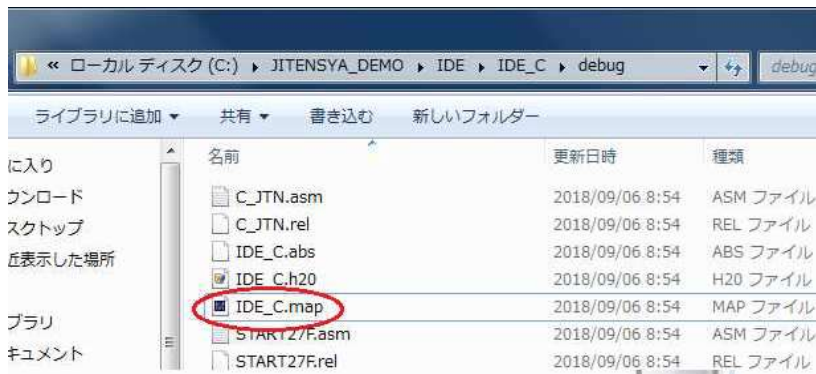 « ローカル ディスク (C:) ▸ JITENSYA_DEMO ▸ IDE ▸ IDE_C ▸ debug debug
ライブラリに追加 ▼ 共有 ▼ 書き込む 新しいフォルダー
に入り
ウンロード
スクトップ
近表示した場所
ブラリ
キュメント
名前 更新日時 種類
C_JTN.asm 2018/09/06 8:54 ASM ファイル
C_JTN.rel 2018/09/06 8:54 REL ファイル
IDE_C.abs 2018/09/06 8:54 ABS ファイル
IDE_C.h20 2018/09/06 8:54 H20 ファイル
IDE_C.map 2018/09/06 8:54 MAP ファイル
START27F.asm 2018/09/06 8:54 ASM ファイル
START27F.rel 2018/09/06 8:54 REL ファイル